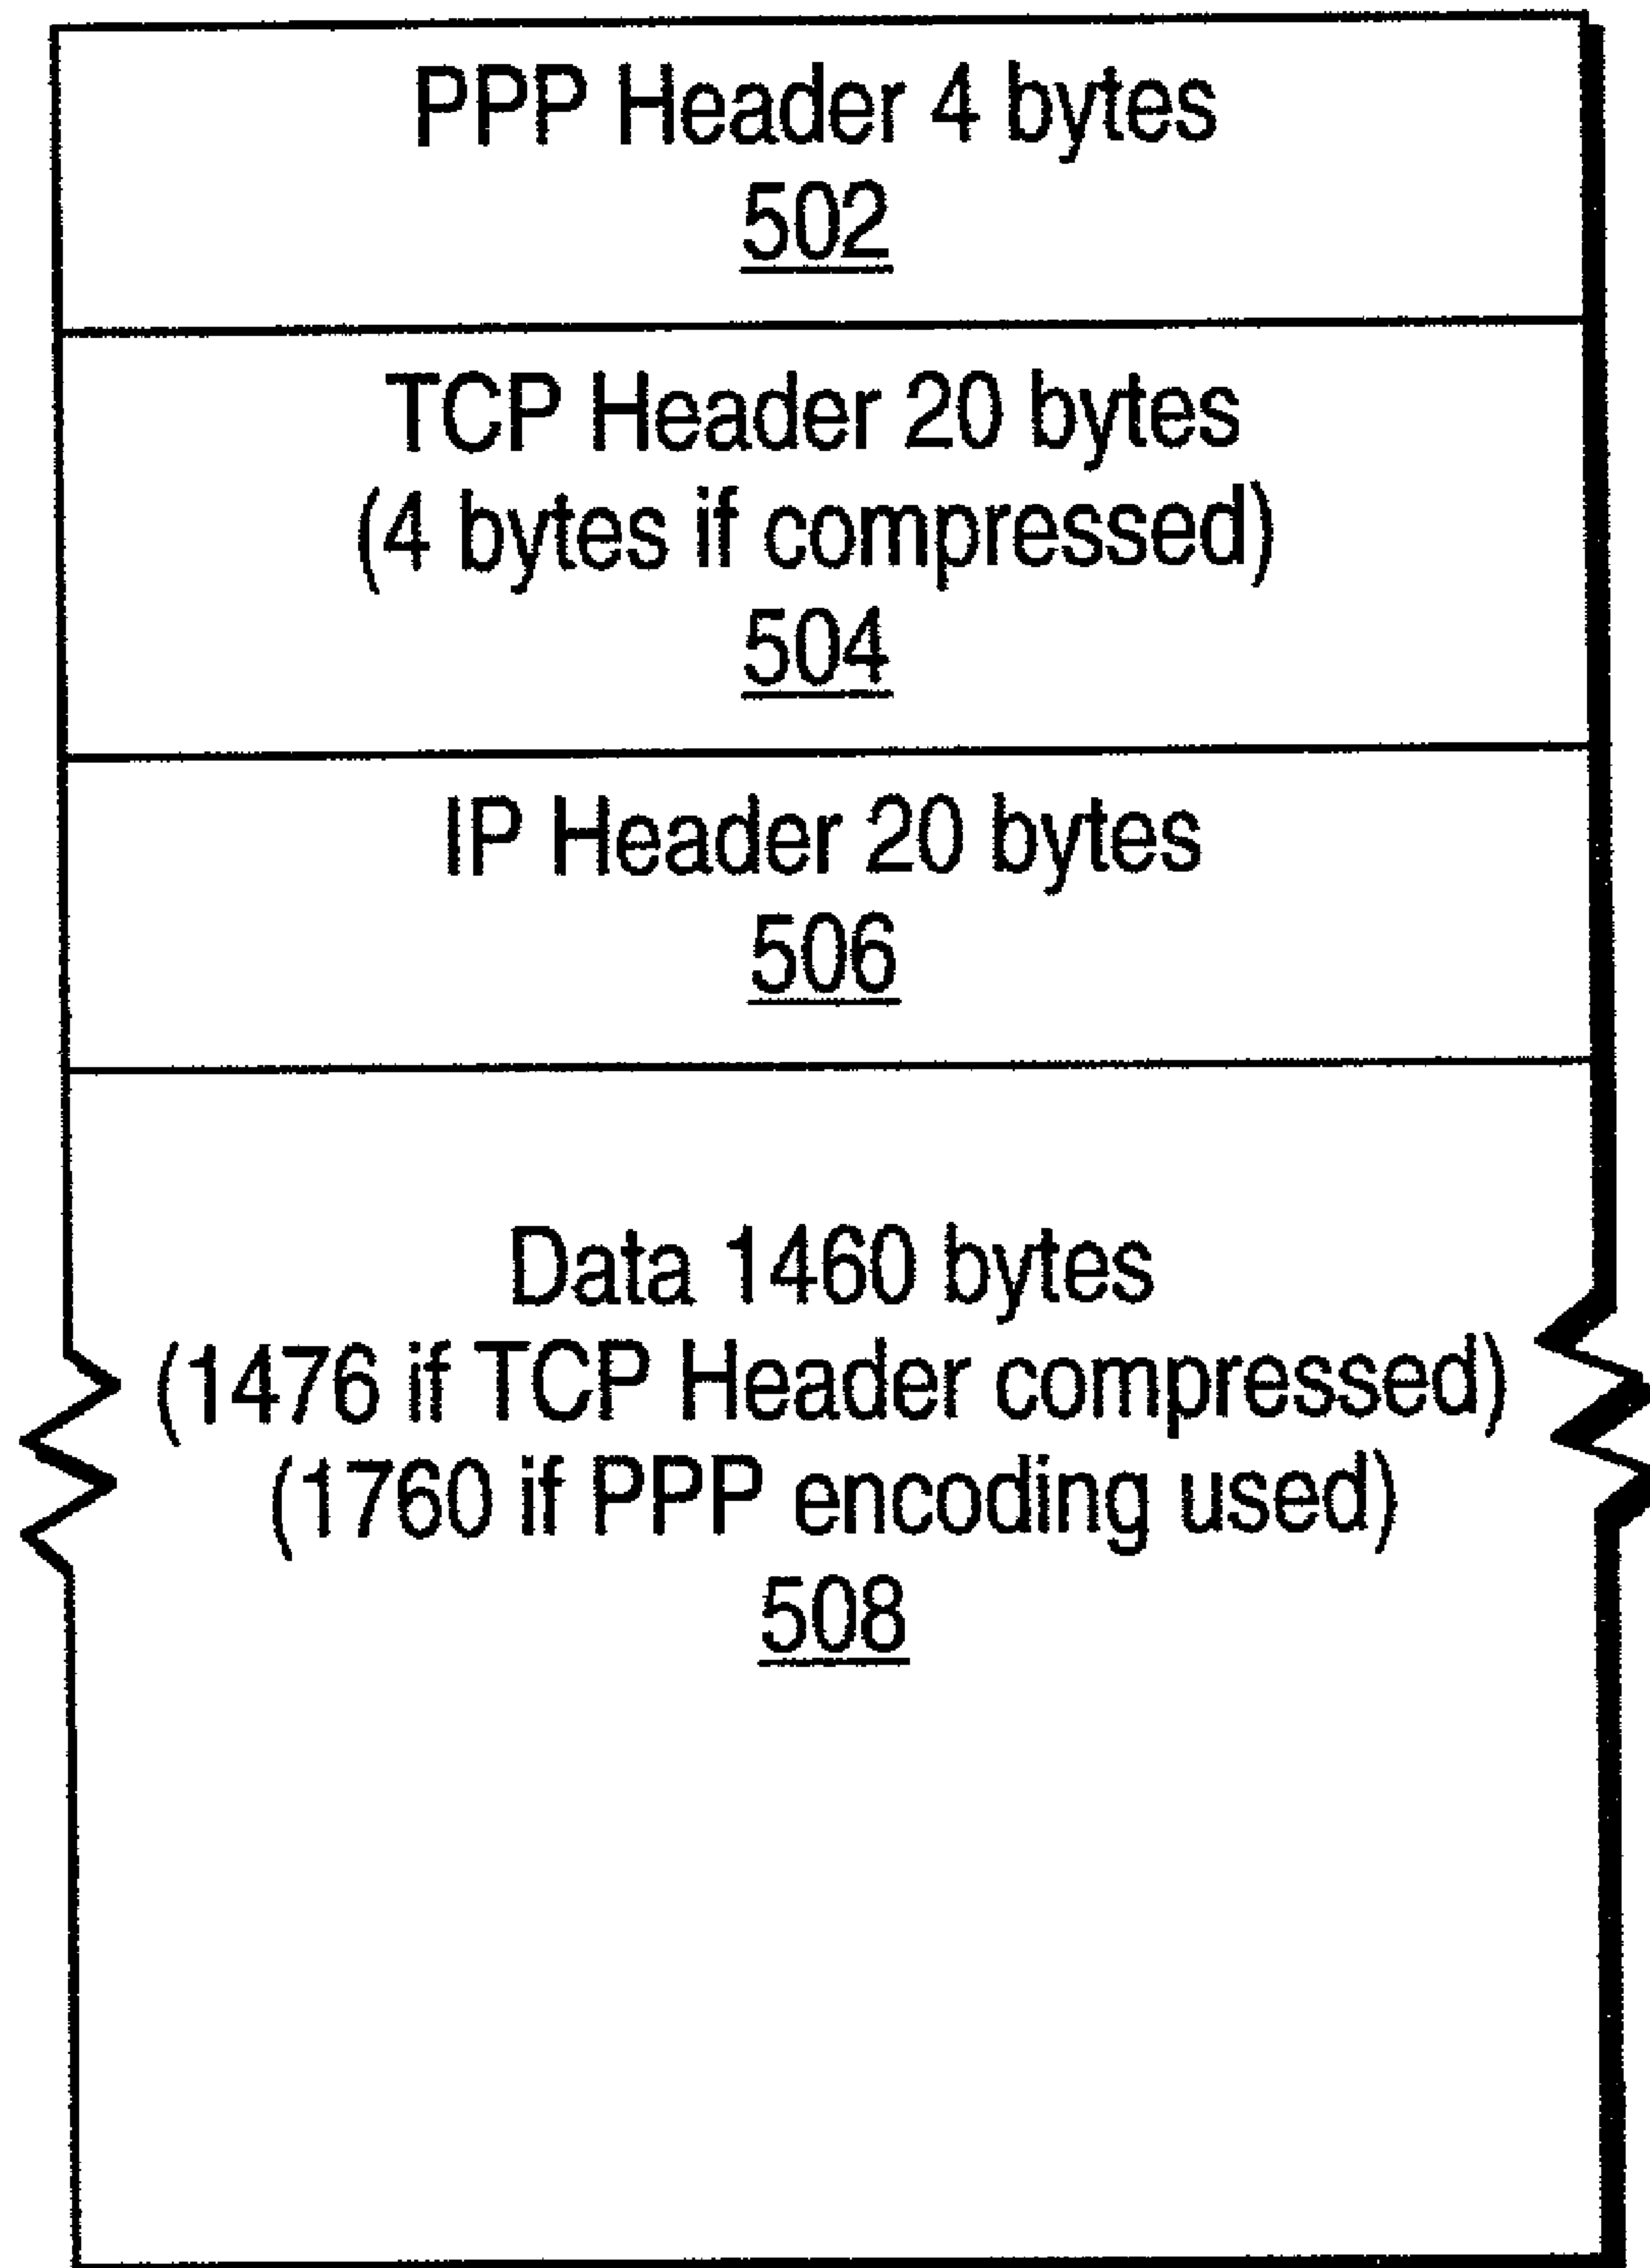 PPP Header 4 bytes
502
TCP Header 20 bytes
(4 bytes if compressed)
504
IP Header 20 bytes
506
Data 1460 bytes
(1476 if TCP Header compressed)
(1760 if PPP encoding used)
508